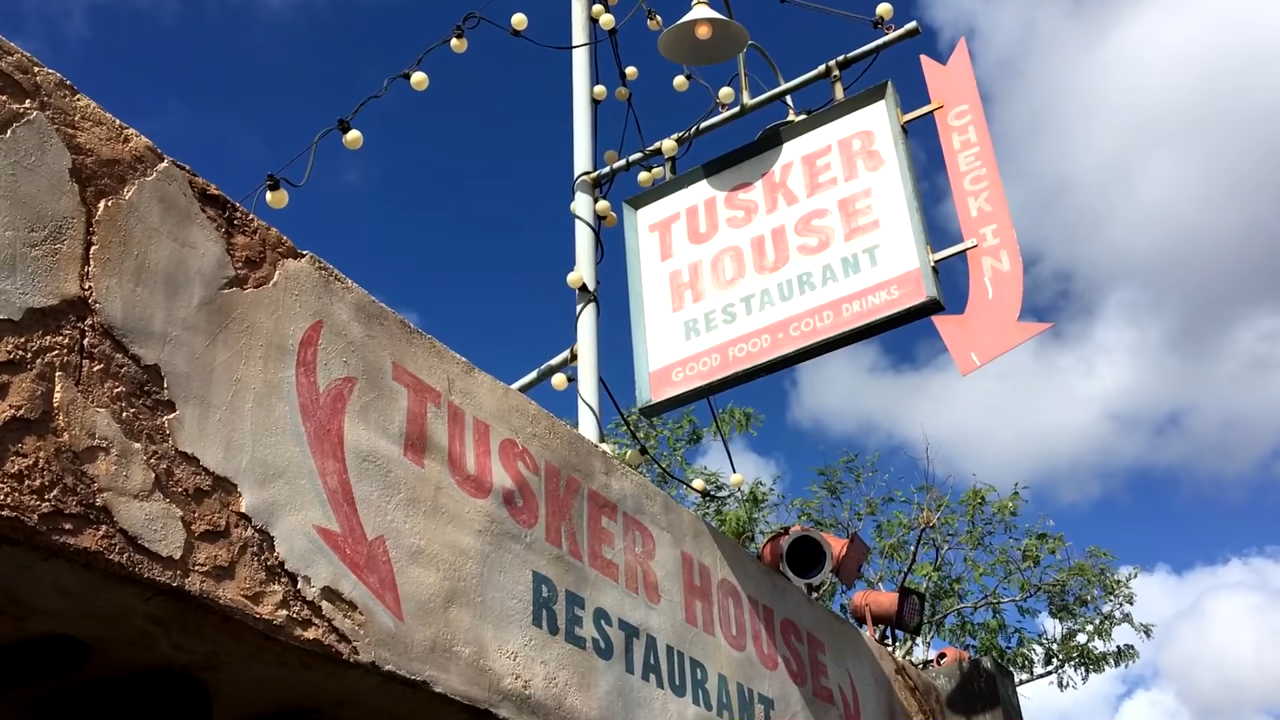 TUSKER
HOUSE
RESTAURANT
GOOD FOOD • COLD DRINKS
CHECK IN
TUSKER HOUSE
RESTAURANT